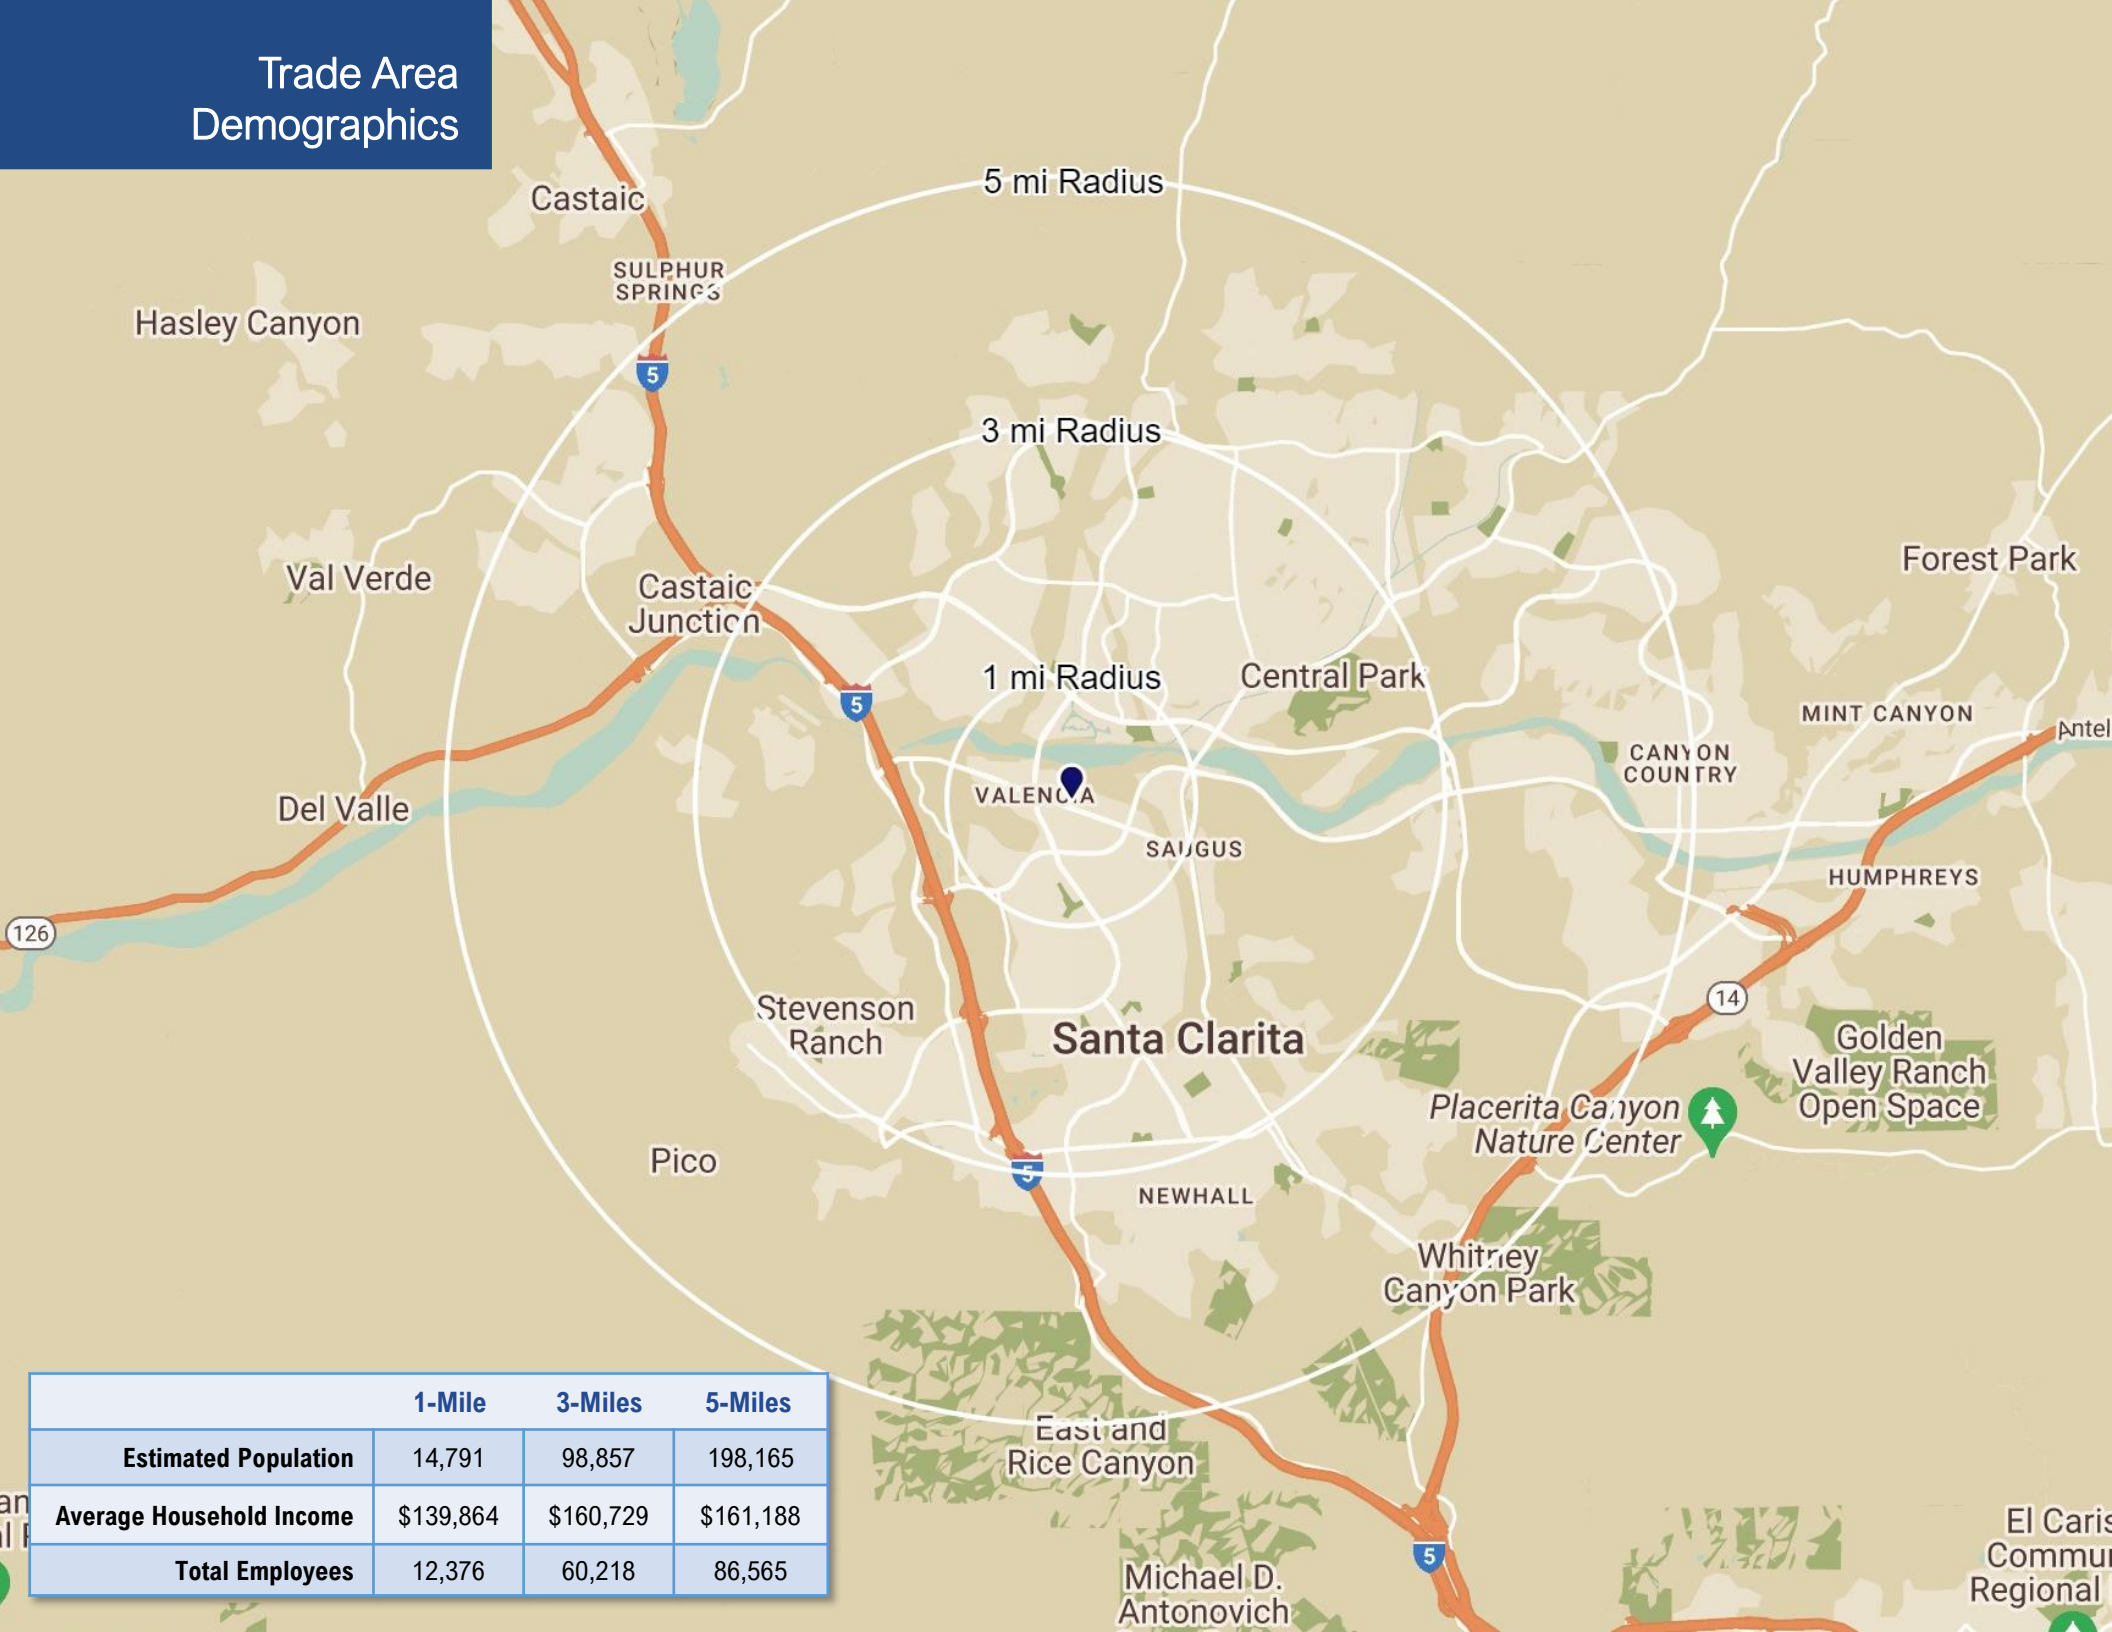 Trade Area
Demographics
5 mi Radius
Castaic
SULPHUR
SPRINGS
Hasley Canyon
5
3 mi Radius
Forest Park
Val Verde
Castaic
Junction
1 mi Radius
Central Park
5
MINT CANYON
Antel
CANYON
COUNTRY
VALENCIA
Del Valle
SAUGUS
HUMPHREYS
126
14
Stevenson
Ranch
Santa Clarita
Golden
Valley Ranch
Open Space
Placerita Canyon
Nature Center
Pico
5
NEWHALL
Whitney
Canyon Park
1-Mile 3-Miles 5-Miles
Estimated Population 14,791 98,857 198,165
Average Household Income $139,864 $160,729 $161,188
Total Employees 12,376 60,218 86,565
East and
Rice Canyon
5
Michael D.
Antonovich
El Caris
Commu
Regional